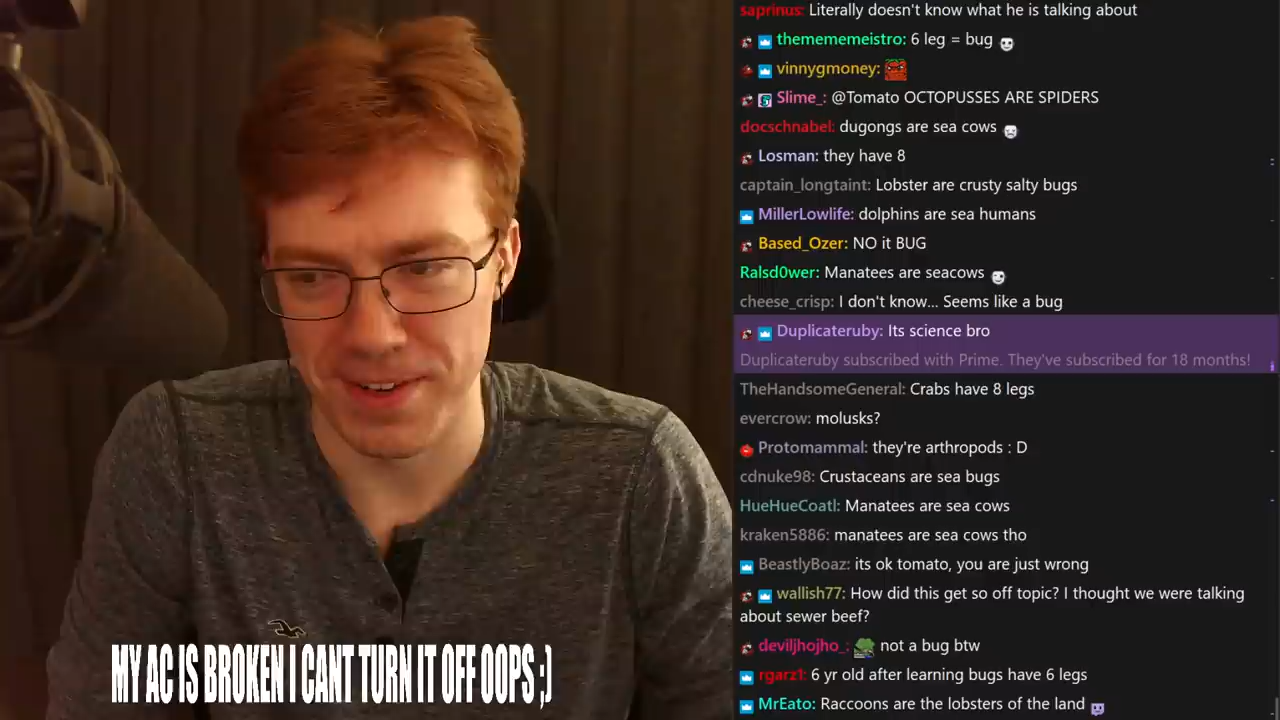 saprinus: Literally doesn't know what he is talking about
themememeistro: 6 leg = bug
vinnygmoney:
Slime_: @Tomato OCTOPUSSES ARE SPIDERS
docschnabel: dugongs are sea cows
Losman: they have 8
captain_longtaint: Lobster are crusty salty bugs
MillerLowlife: dolphins are sea humans
Based_Ozer: NO it BUG
Ralsd0wer: Manatees are seacows
cheese_crisp: I don't know... Seems like a bug
Duplicateruby: Its science bro
Duplicateruby subscribed with Prime. They've subscribed for 18 months!
TheHandsomeGeneral: Crabs have 8 legs
evercrow: molusks?
Protomammal: they're arthropods : D
cdnuke98: Crustaceans are sea bugs
HueHueCoatl: Manatees are sea cows
kraken5886: manatees are sea cows tho
BeastlyBoaz: its ok tomato, you are just wrong
wallish77: How did this get so off topic? I thought we were talking
about sewer beef?
deviljhojho_: not a bug btw
rgarz1: 6 yr old after learning bugs have 6 legs
MrEato: Raccoons are the lobsters of the land
MY AC IS BROKEN I CANT TURN IT OFF OOPS ;)